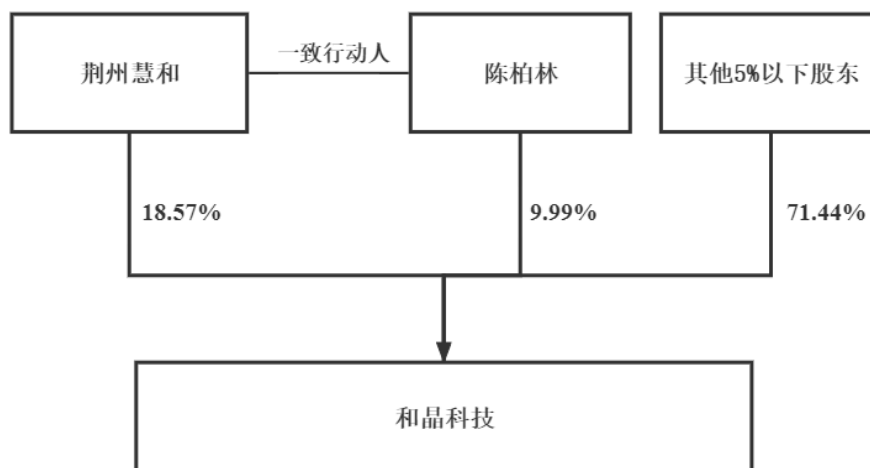 一致行动人
荆州慧和
陈柏林
其他5%以下股东
18.57%
9.99%
71.44%
和晶科技